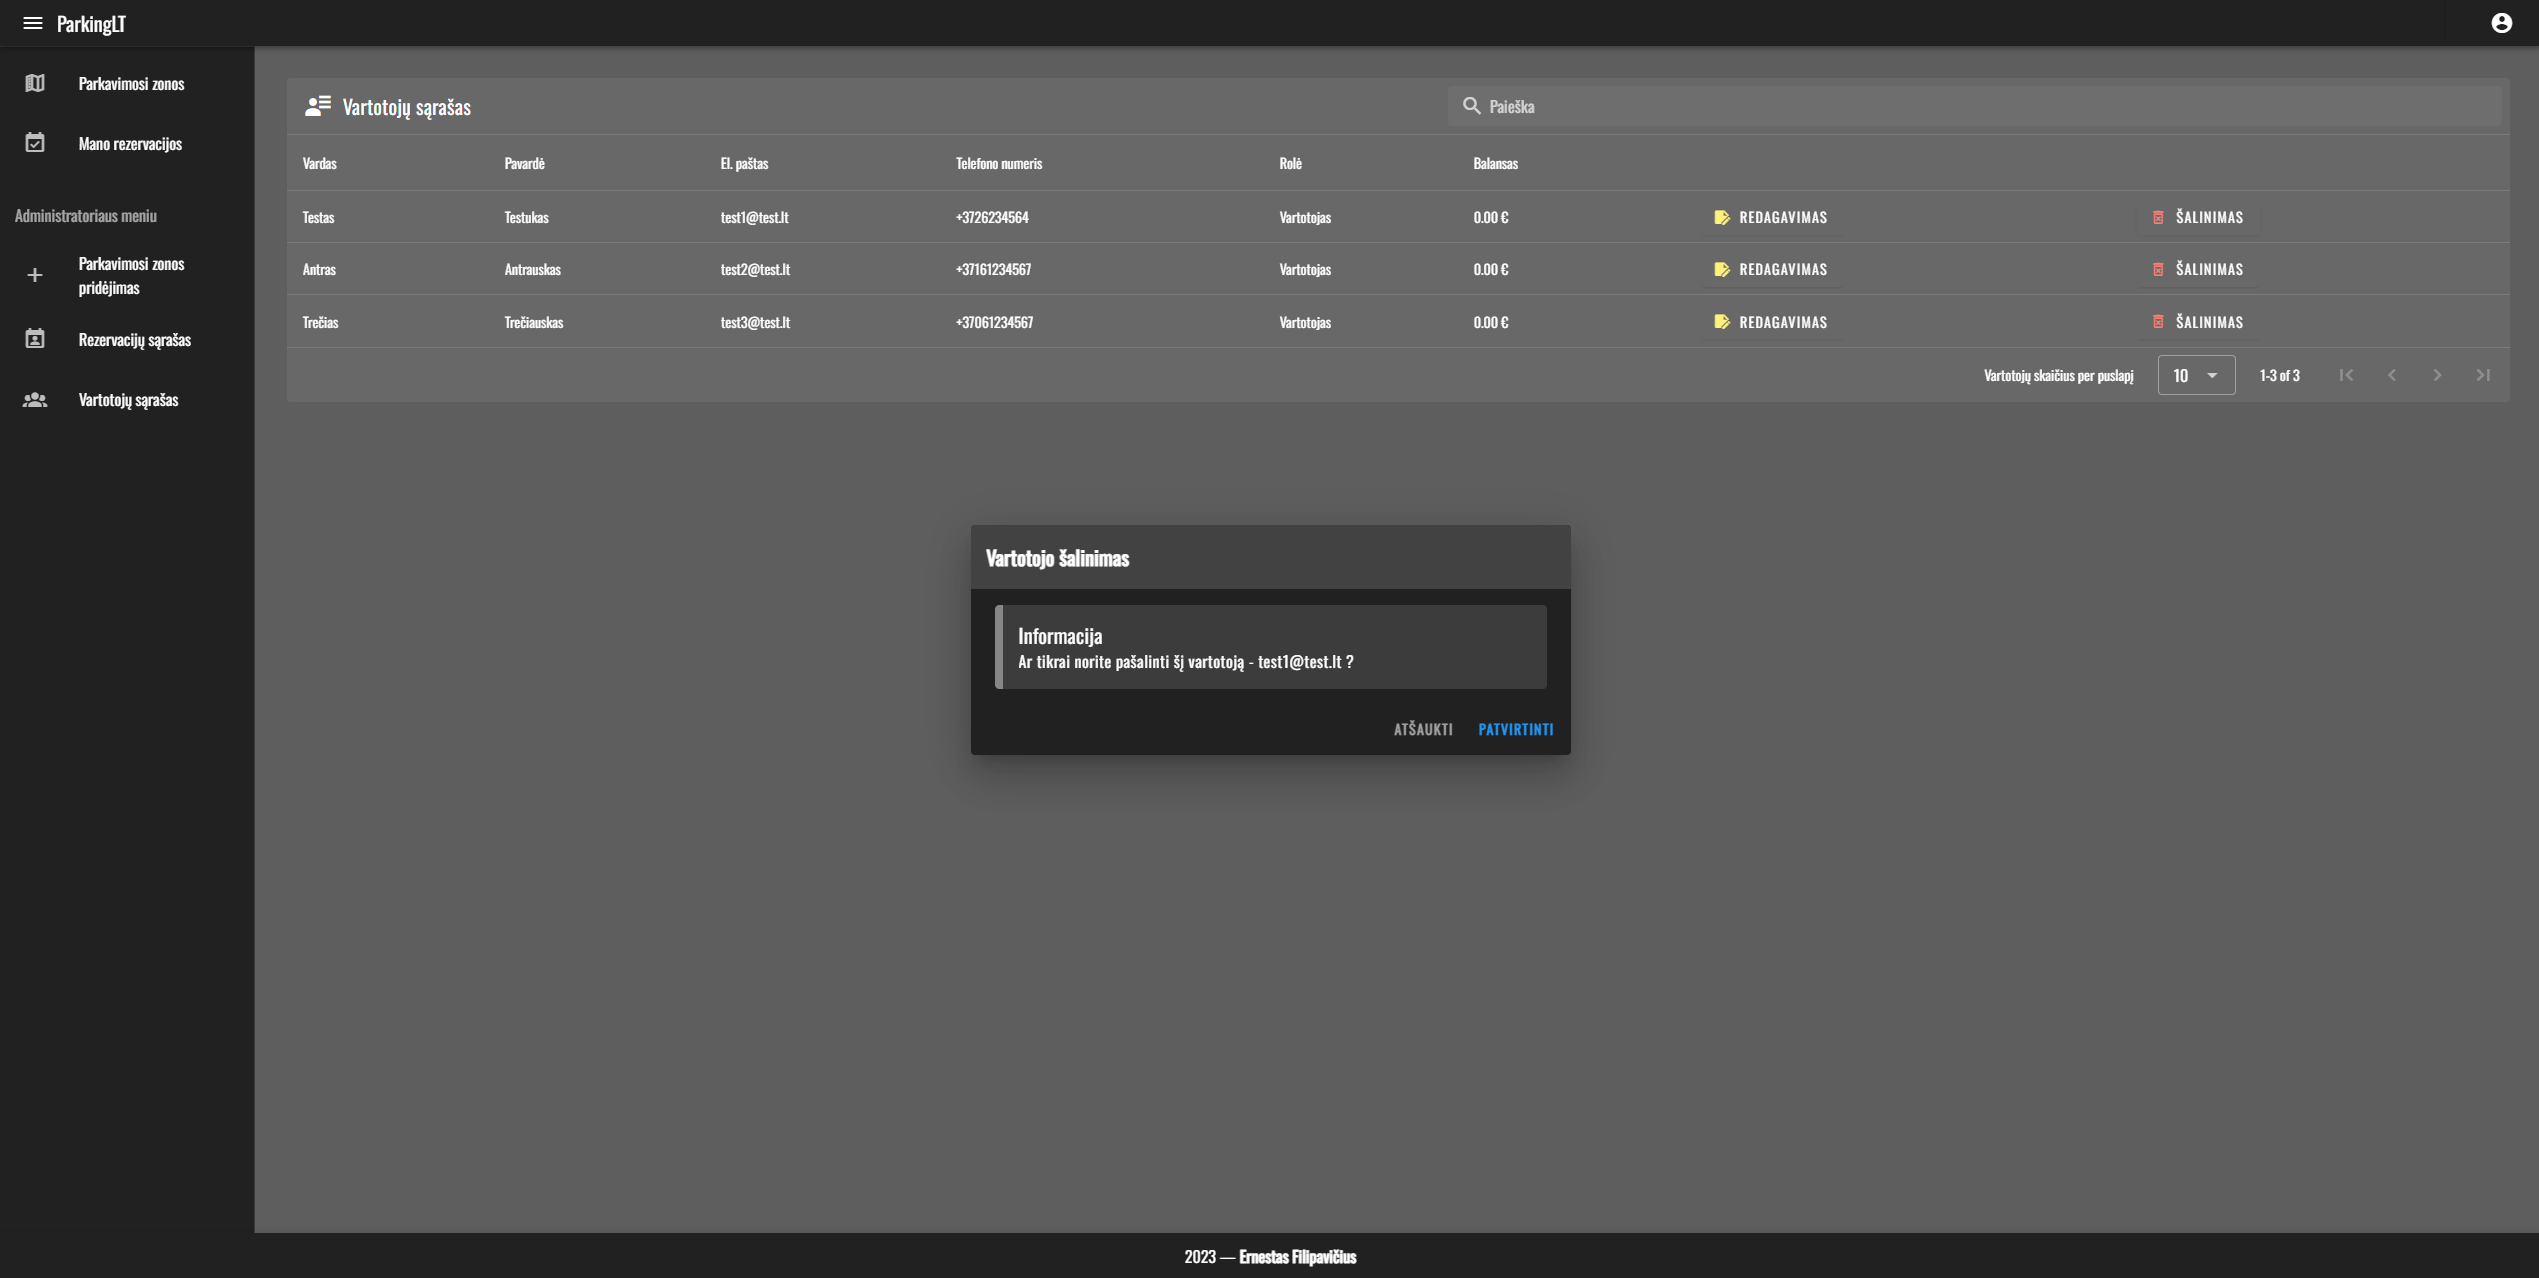 ParkingLT
Parkavimosi zonos
Mano rezervacijos
Administratoriaus meniu
Parkavimosi zonos
pridėjimas
Rezervacijų sąrašas
Vartotojų sąrašas
Vartotojų sąrašas
Paieška
Vardas Pavardė El. paštas Telefono numeris Rolė Balansas
Testas Testukas test1@test.lt +3726234564 Vartotojas 0.00 € REDAGAVIMAS ŠALINIMAS
Antras Antrauskas test2@test.lt +37161234567 Vartotojas 0.00 € REDAGAVIMAS ŠALINIMAS
Trečias Trečiauskas test3@test.lt +37061234567 Vartotojas 0.00 € REDAGAVIMAS ŠALINIMAS
Vartotojų skaičius per puslapį 10 1-3 of 3
Vartotojo šalinimas
Informacija
Ar tikrai norite pašalinti šį vartotoją - test1@test.lt ?
ATŠAUKTI PATVIRTINTI
2023 — Ernestas Filipavičius